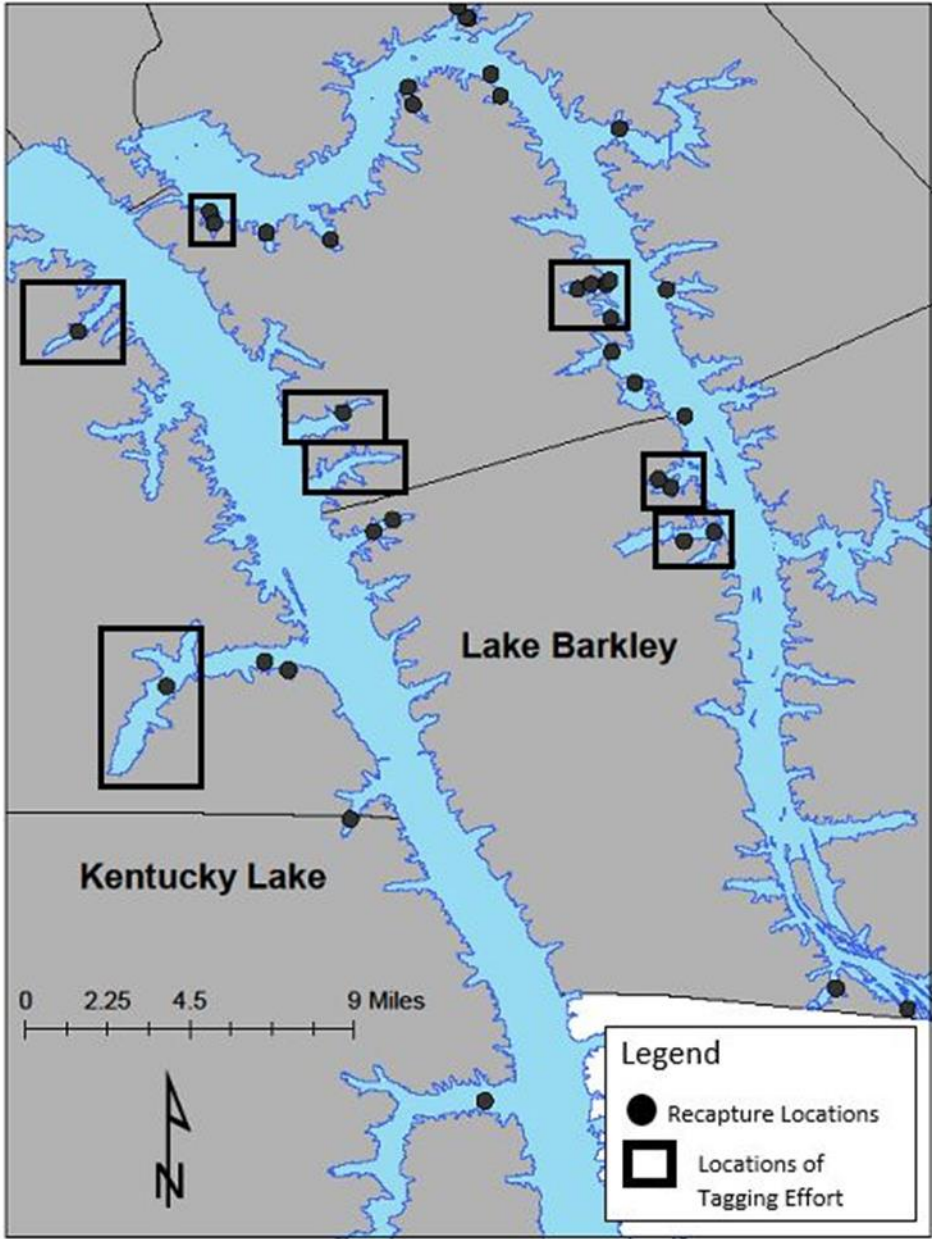 Lake Barkley
Kentucky Lake
0 2.25 4.5 9 Miles
N
Legend
Recapture Locations
Locations of
Tagging Effort